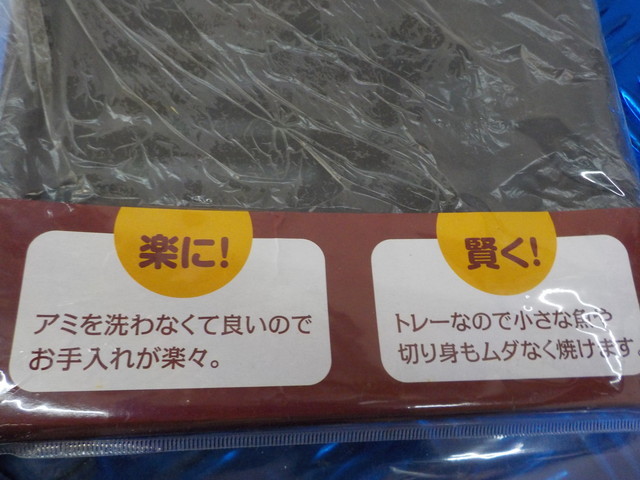 楽に!
アミを洗わなくて良いので
お手入れが楽々。
賢く!
トレーなので小さな魚や
切り身もムダなく焼けます。